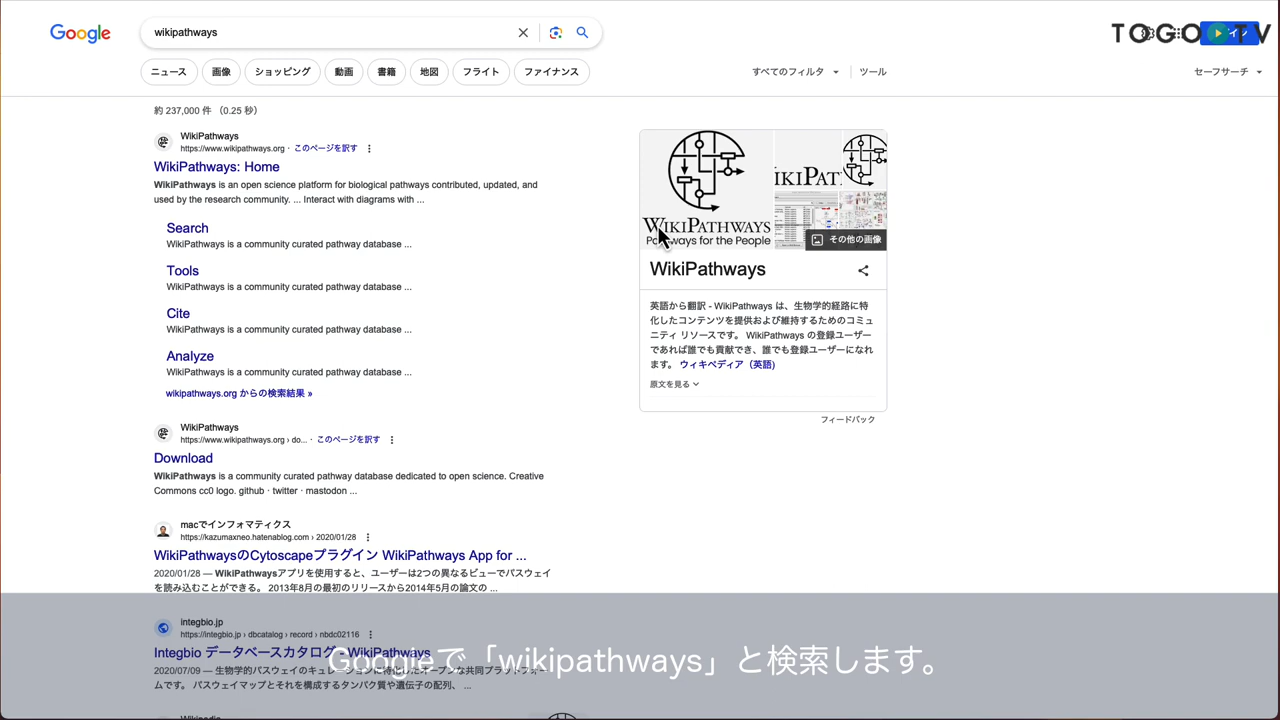 Google
wikipathways
TOGO TV
ニュース
画像
ショッピング
動画
書籍
地図
フライト
ファイナンス
すべてのフィルタ
ツール
セーフサーチ
約 237,000 件 （0.25 秒）
WikiPathways
https://www.wikipathways.org · このページを訳す
WikiPathways: Home
WikiPathways is an open science platform for biological pathways contributed, updated, and
used by the research community. ... Interact with diagrams with ...
Search
WikiPathways is a community curated pathway database ...
Tools
WikiPathways is a community curated pathway database ...
Cite
WikiPathways is a community curated pathway database ...
Analyze
WikiPathways is a community curated pathway database ...
wikipathways.org からの検索結果 »
WikiPathways
https://www.wikipathways.org › do... · このページを訳す
Download
WikiPathways is a community curated pathway database dedicated to open science. Creative
Commons cc0 logo. github · twitter · mastodon ...
macでインフォマティクス
https://kazumaxneo.hatenablog.com › 2020/01/28
WikiPathwaysのCytoscapeプラグイン WikiPathways App for ...
2020/01/28 — WikiPathwaysアプリを使用すると、ユーザーは2つの異なるビューでパスウェイ
を読み込むことができる。 2013年8月の最初のリリースから2014年5月の論文の ...
integbio.jp
https://integbio.jp › dbcatalog › record › nbdc02116
Integbio データベースカタログ - WikiPathways
2020/07/09 — 生物学的パスウェイのキュレーションに特化したオープンな共同プラットフォー
ムです。 パスウェイマップとそれを構成するタンパク質や遺伝子の配列、 ...
WIKIPATHWAYS
Pathways for the People
IKIPAT
その他の画像
WikiPathways
英語から翻訳 - WikiPathways は、生物学的経路に特
化したコンテンツを提供および維持するためのコミュ
ニティ リソースです。 WikiPathways の登録ユーザー
であれば誰でも貢献でき、誰でも登録ユーザーになれ
ます。 ウィキペディア（英語)
原文を見る
フィードバック
Googleで「wikipathways」と検索します。